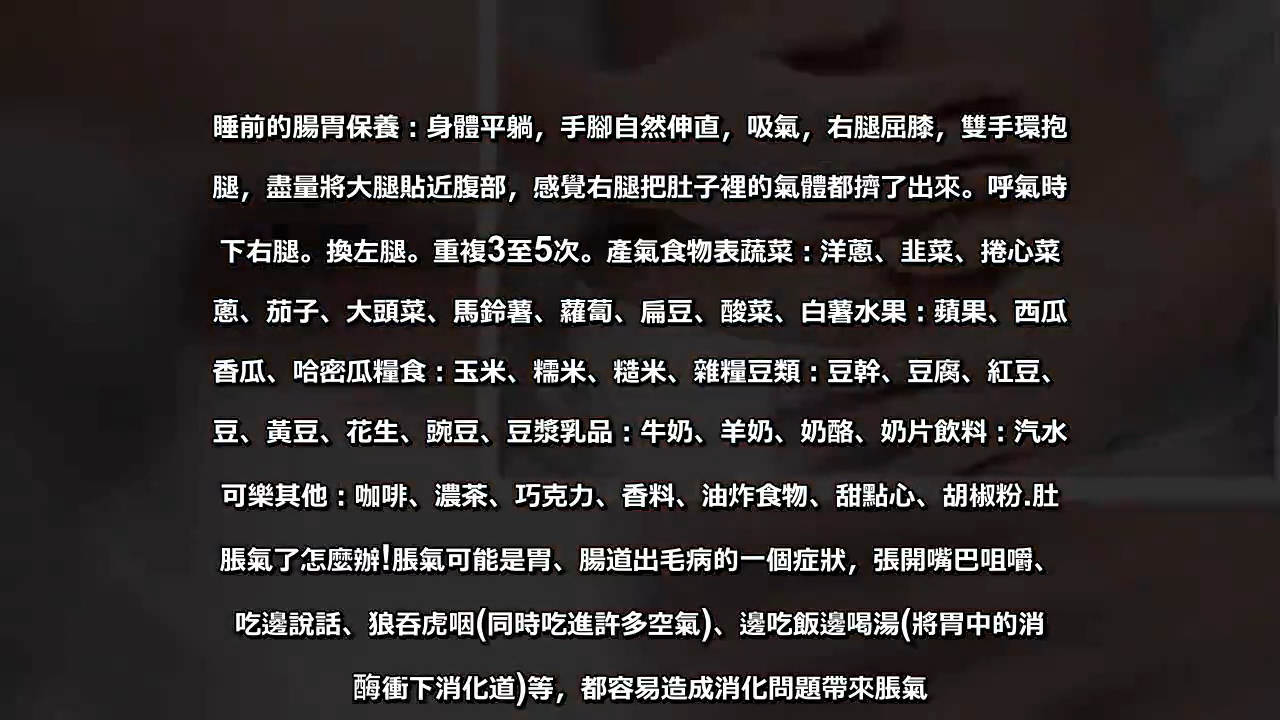 睡前的腸胃保養：身體平躺，手腳自然伸直，吸氣，右腿屈膝，雙手環抱
腿，盡量將大腿貼近腹部，感覺右腿把肚子裡的氣體都擠了出來。呼氣時
下右腿。換左腿。重複3至5次。產氣食物表蔬菜：洋蔥、韭菜、捲心菜
蔥、茄子、大頭菜、馬鈴薯、蘿蔔、扁豆、酸菜、白薯水果：蘋果、西瓜
香瓜、哈密瓜糧食：玉米、糯米、糙米、雜糧豆類：豆幹、豆腐、紅豆、
豆、黃豆、花生、豌豆、豆漿乳品：牛奶、羊奶、奶酪、奶片飲料：汽水
可樂其他：咖啡、濃茶、巧克力、香料、油炸食物、甜點心、胡椒粉.肚
脹氣了怎麼辦!脹氣可能是胃、腸道出毛病的一個症狀，張開嘴巴咀嚼、
吃邊說話、狼吞虎咽(同時吃進許多空氣)、邊吃飯邊喝湯(將胃中的消
酶衝下消化道)等，都容易造成消化問題帶來脹氣